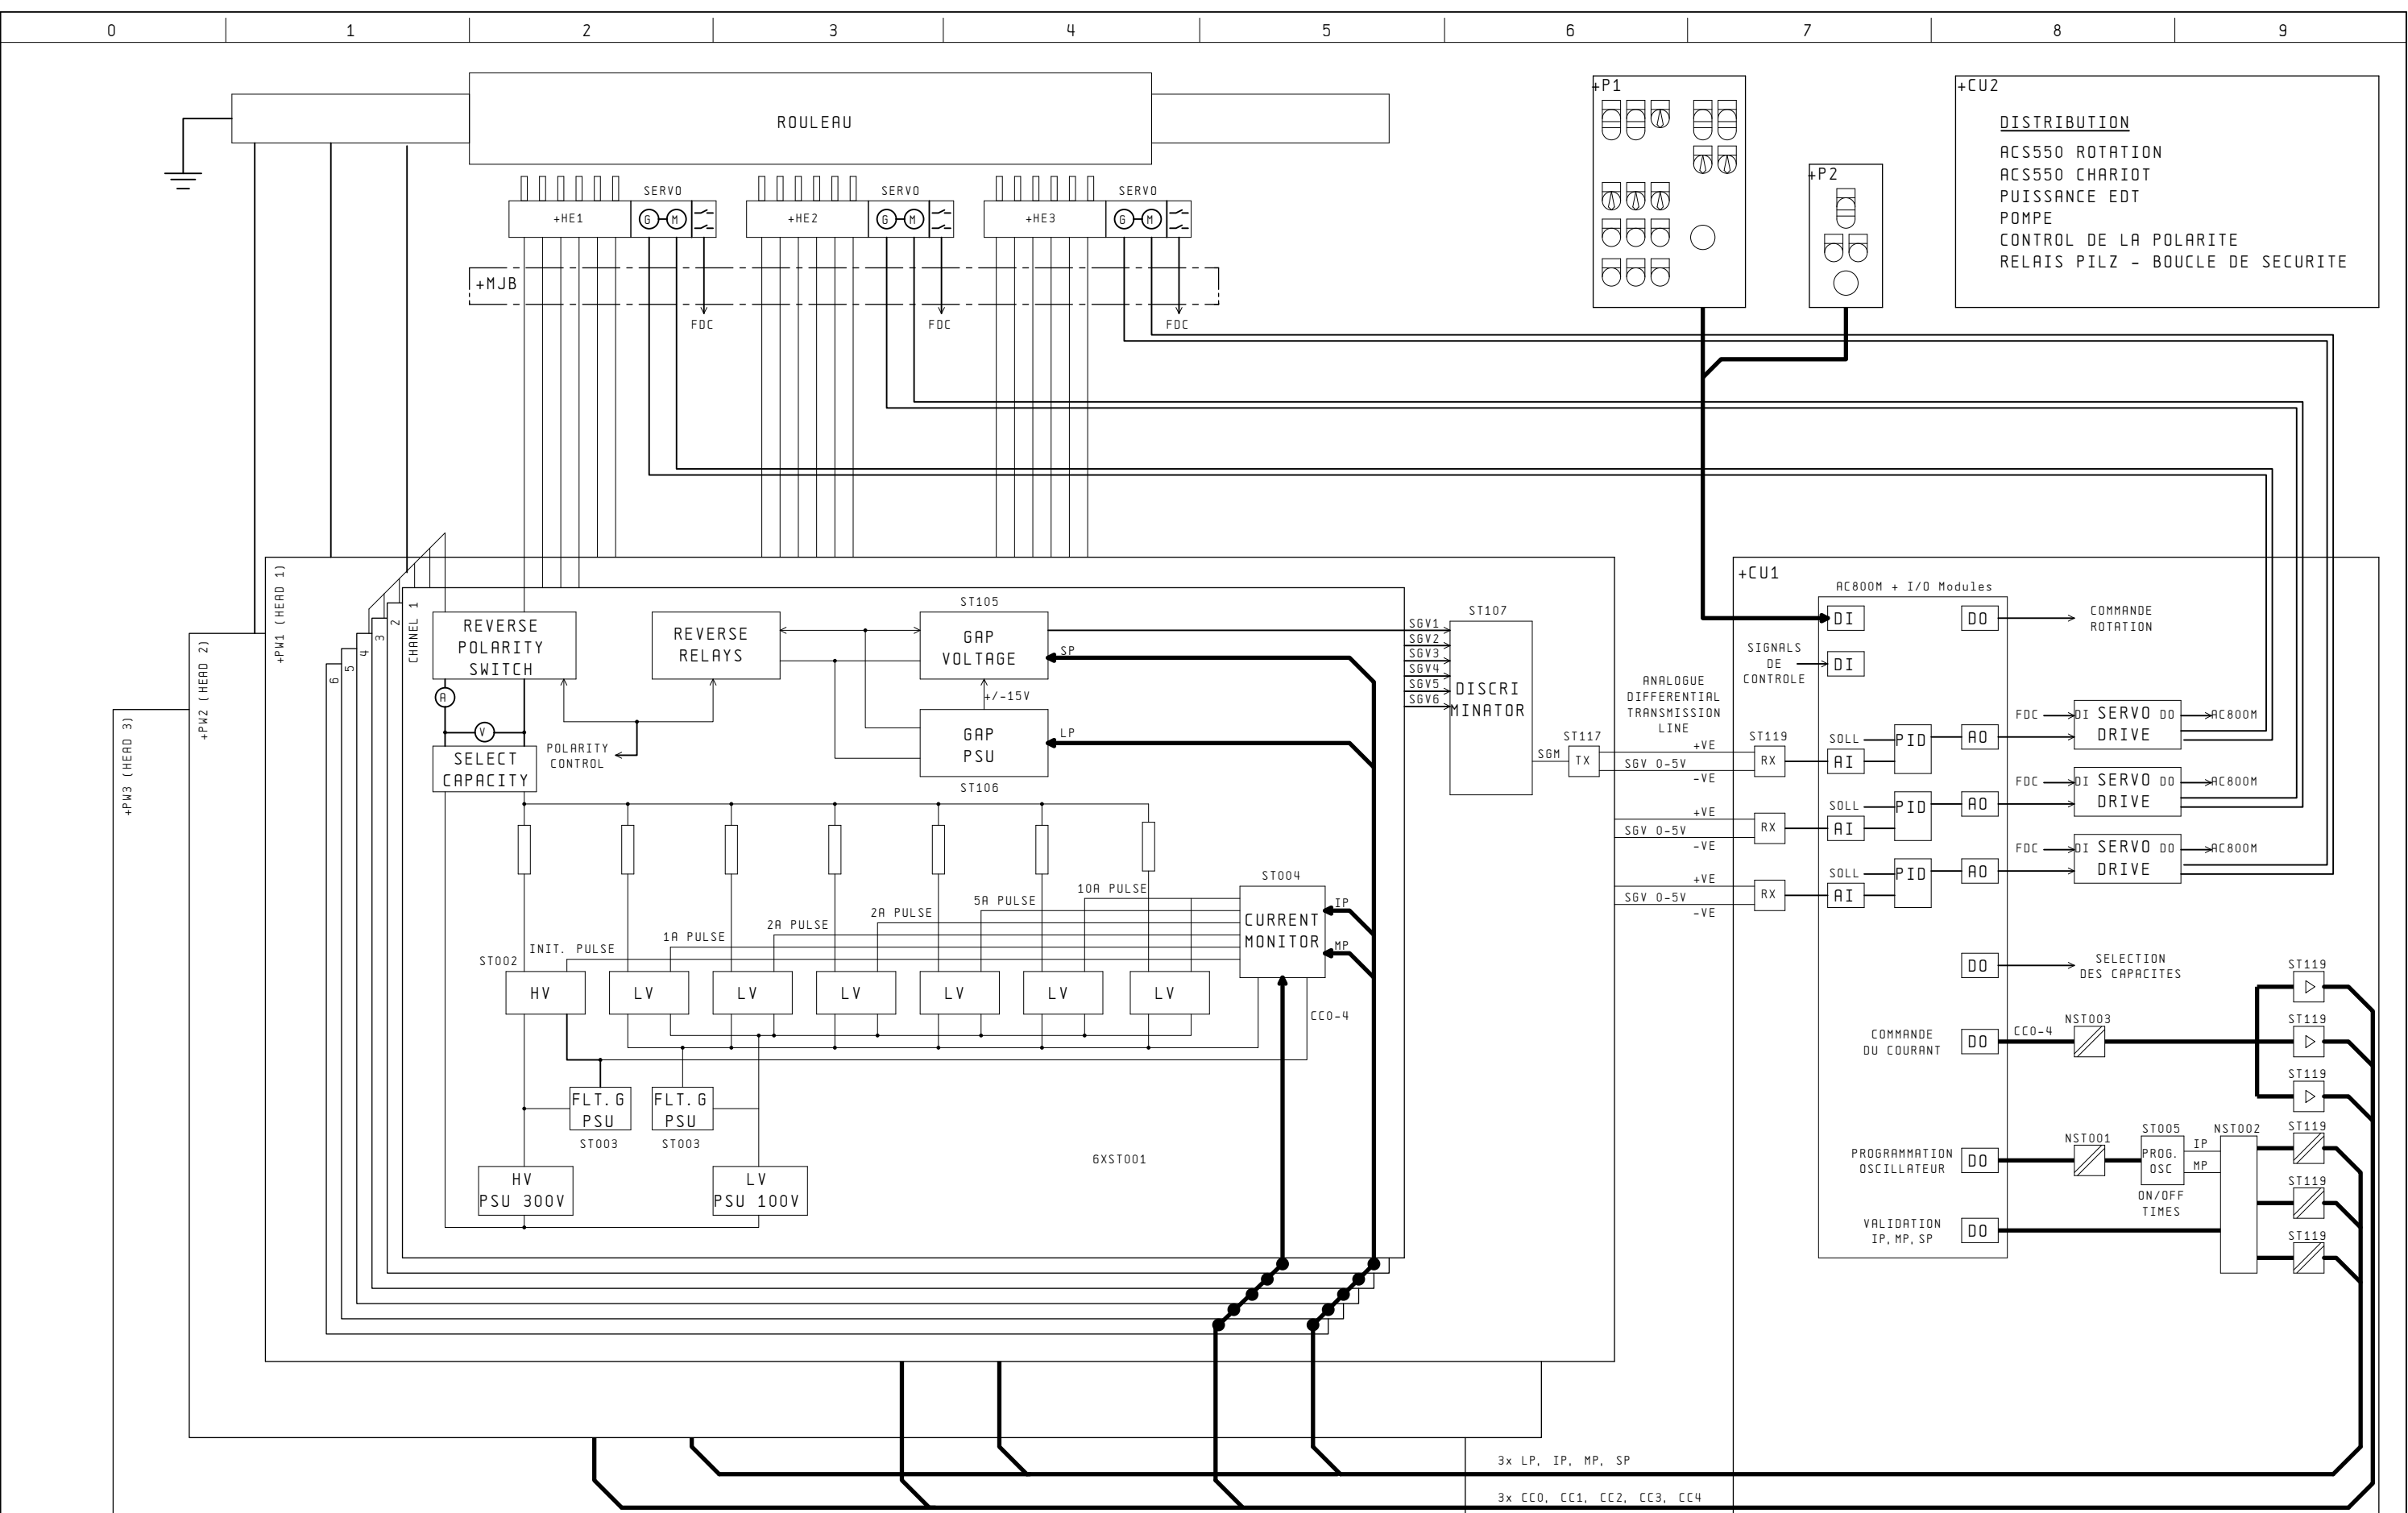 0 1 2 3 4 5 6 7 8 9
ROULEAU
+P1
+P2
+CU2
DISTRIBUTION
ACS550 ROTATION
ACS550 CHARIOT
PUISSANCE EDT
POMPE
CONTROL DE LA POLARITE
RELAIS PILZ - BOUCLE DE SECURITE
SERVO
SERVO
SERVO
+HE1
G
M
+HE2
G
M
+HE3
G
M
+MJB
FDC
FDC
FDC
+PW3 (HEAD 3)
+PW2 (HEAD 2)
+PW1 (HEAD 1)
6
5
4
3
2
CHANEL 1
REVERSE
POLARITY
SWITCH
A
V
SELECT
CAPACITY
POLARITY
CONTROL
REVERSE
RELAYS
ST105
GAP
VOLTAGE
SP
+/-15V
GAP
PSU
LP
ST106
SGV1
SGV2
SGV3
SGV4
SGV5
SGV6
ST107
DISCRI
MINATOR
SGM
ST117
TX
ANALOGUE
DIFFERENTIAL
TRANSMISSION
LINE
+VE
SGV 0-5V
-VE
+VE
SGV 0-5V
-VE
+VE
SGV 0-5V
-VE
ST004
CURRENT
MONITOR
IP
MP
10A PULSE
5A PULSE
2A PULSE
2A PULSE
1A PULSE
INIT. PULSE
ST002
HV
LV
LV
LV
LV
LV
LV
CC0-4
FLT.G
PSU
ST003
FLT.G
PSU
ST003
HV
PSU 300V
LV
PSU 100V
6XST001
+CU1
AC800M + I/O Modules
DI
DO
COMMANDE
ROTATION
SIGNALS
DE
CONTROLE
DI
ST119
RX
SOLL
AI
PID
AO
FDC
DI SERVO DO
DRIVE
AC800M
RX
SOLL
AI
PID
AO
FDC
DI SERVO DO
DRIVE
AC800M
RX
SOLL
AI
PID
AO
FDC
DI SERVO DO
DRIVE
AC800M
DO
SELECTION
DES CAPACITES
COMMANDE
DU COURANT
DO
CC0-4
NST003
ST119
ST119
ST119
PROGRAMMATION
OSCILLATEUR
DO
NST001
ST005
PROG.
OSC
ON/OFF
TIMES
IP
MP
NST002
ST119
ST119
ST119
VALIDATION
IP,MP,SP
DO
3x LP, IP, MP, SP
3x CC0, CC1, CC2, CC3, CC4